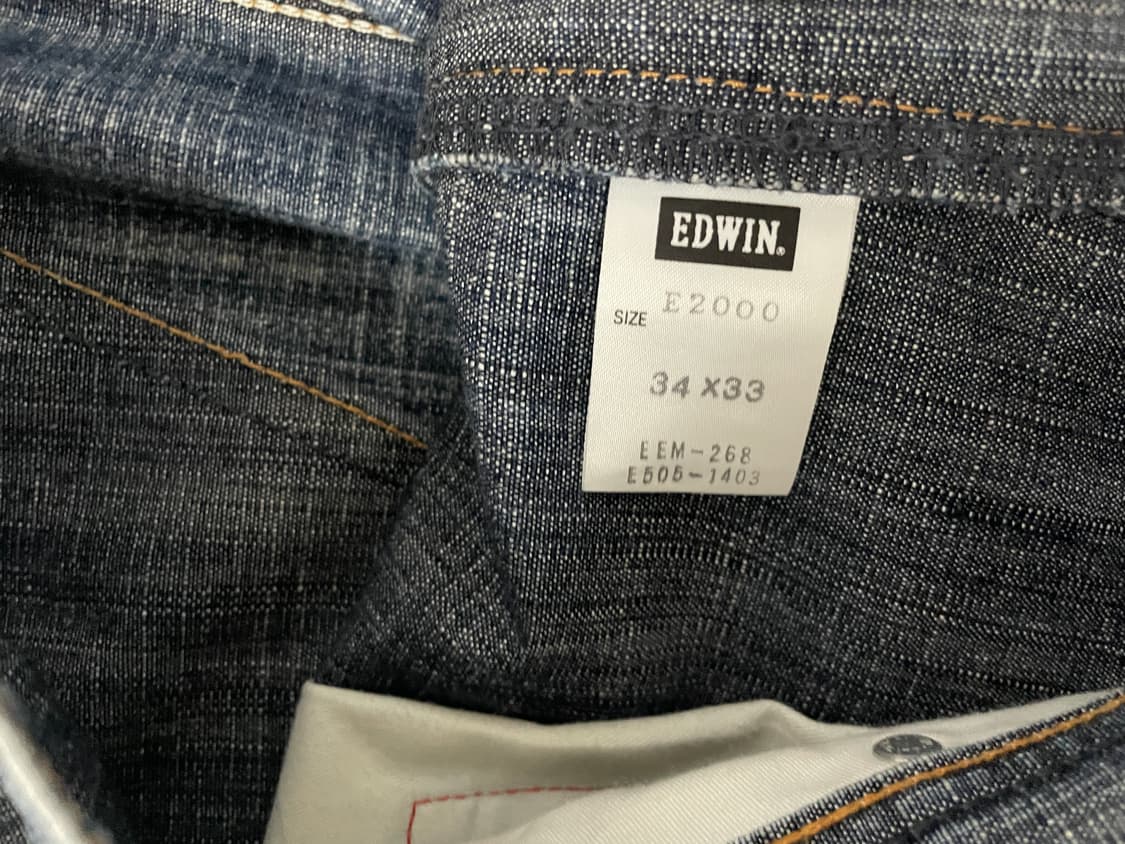 EDWIN®
E2000
SIZE
34 X33
EEM-268
E505-1403